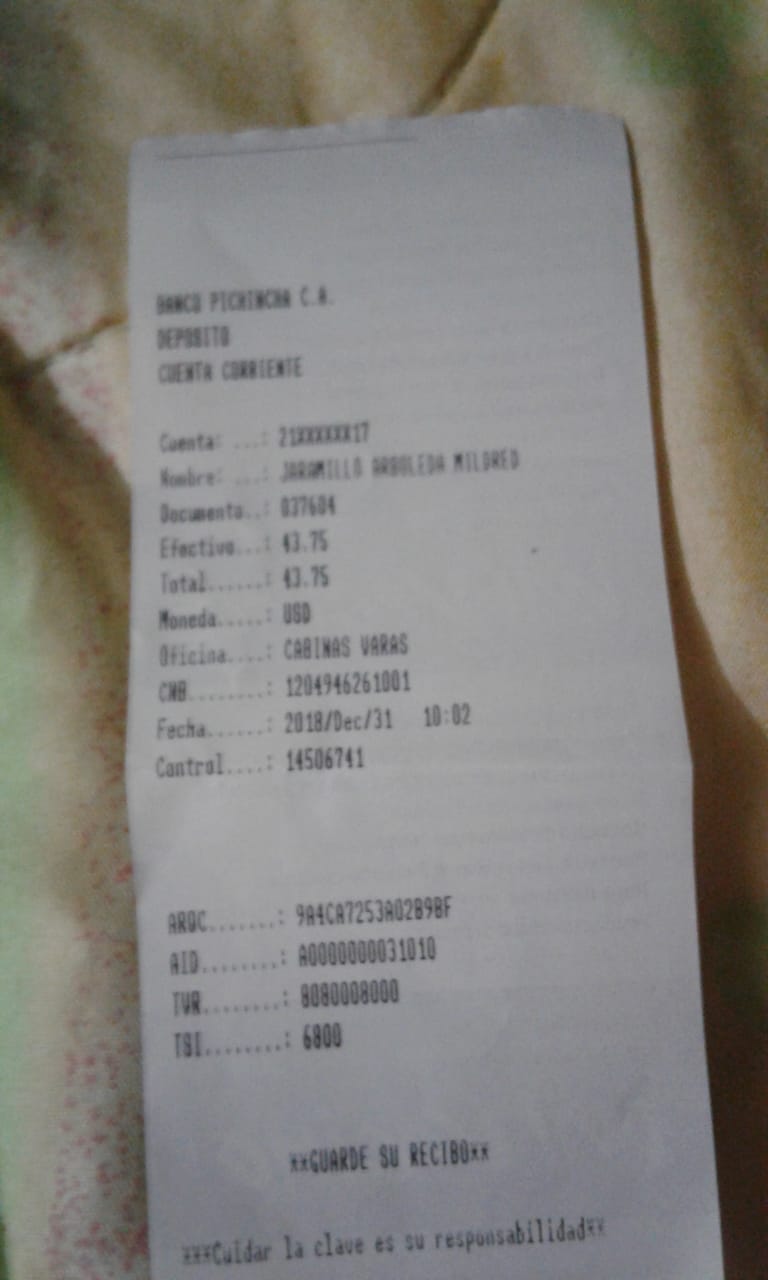 BANCO PICHINCHA C.A.
DEPOSITO
CUENTA CORRIENTE
Cuenta: ...: 21XXXXXX17
Nombre: ...: JARAMILLO ARBOLEDA MILDRED
Documento..: 037604
Efectivo...: 43.75
Total......: 43.75
Moneda.....: USD
Oficina....: CABINAS VARAS
CNB........: 1204946261001
Fecha......: 2018/Dec/31 10:02
Control....: 14506741
ARQC.......: 9A4CA7253A02B9BF
AID........: A0000000031010
TVR........: 8080008000
TSI........: 6800
**GUARDE SU RECIBO**
***Cuidar la clave es su responsabilidad**